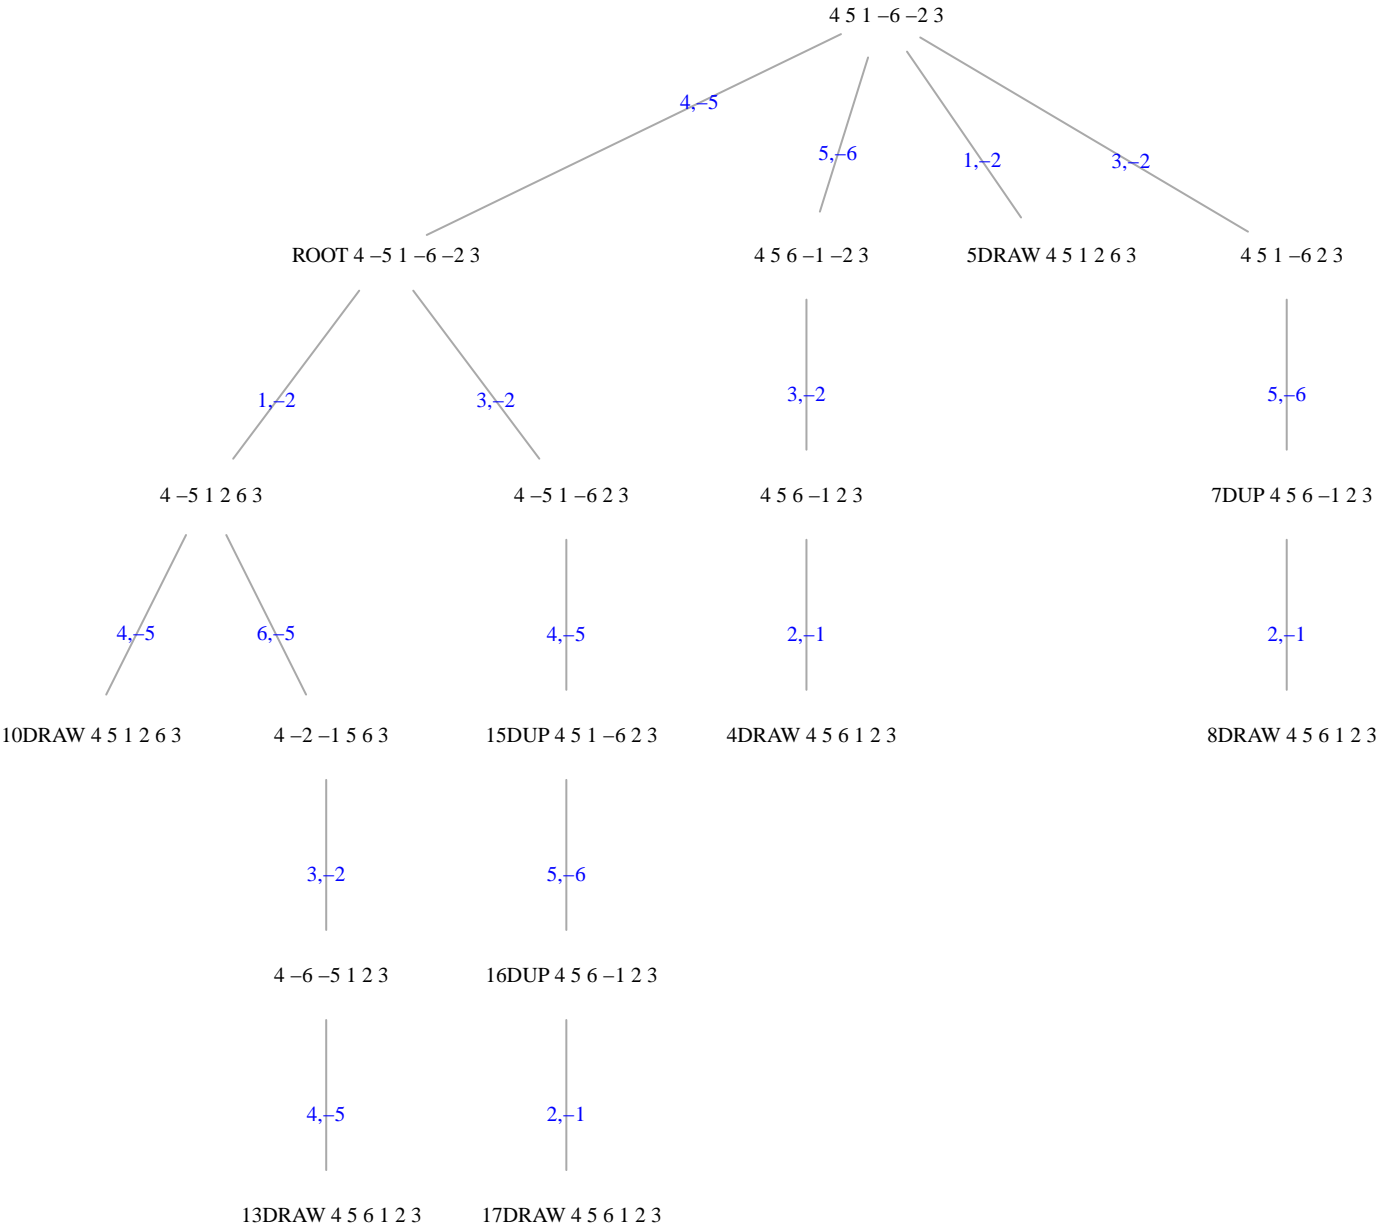 4 5 1 –6 –2 3
4,–5
5,–6
1,–2
3,–2
ROOT 4 –5 1 –6 –2 3
4 5 6 –1 –2 3
5DRAW 4 5 1 2 6 3
4 5 1 –6 2 3
1,–2
3,–2
3,–2
5,–6
4 –5 1 2 6 3
4 –5 1 –6 2 3
4 5 6 –1 2 3
7DUP 4 5 6 –1 2 3
4,–5
6,–5
4,–5
2,–1
2,–1
10DRAW 4 5 1 2 6 3
4 –2 –1 5 6 3
15DUP 4 5 1 –6 2 3
4DRAW 4 5 6 1 2 3
8DRAW 4 5 6 1 2 3
3,–2
5,–6
4 –6 –5 1 2 3
16DUP 4 5 6 –1 2 3
4,–5
2,–1
13DRAW 4 5 6 1 2 3
17DRAW 4 5 6 1 2 3